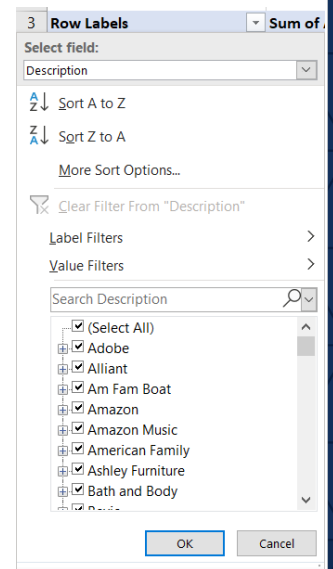 3 Row Labels Sum of
Select field:
Description
A Z Sort A to Z
Z A Sort Z to A
More Sort Options...
Clear Filter From "Description"
Label Filters
Value Filters
Search Description
(Select All)
Adobe
Alliant
Am Fam Boat
Amazon
Amazon Music
American Family
Ashley Furniture
Bath and Body
OK Cancel